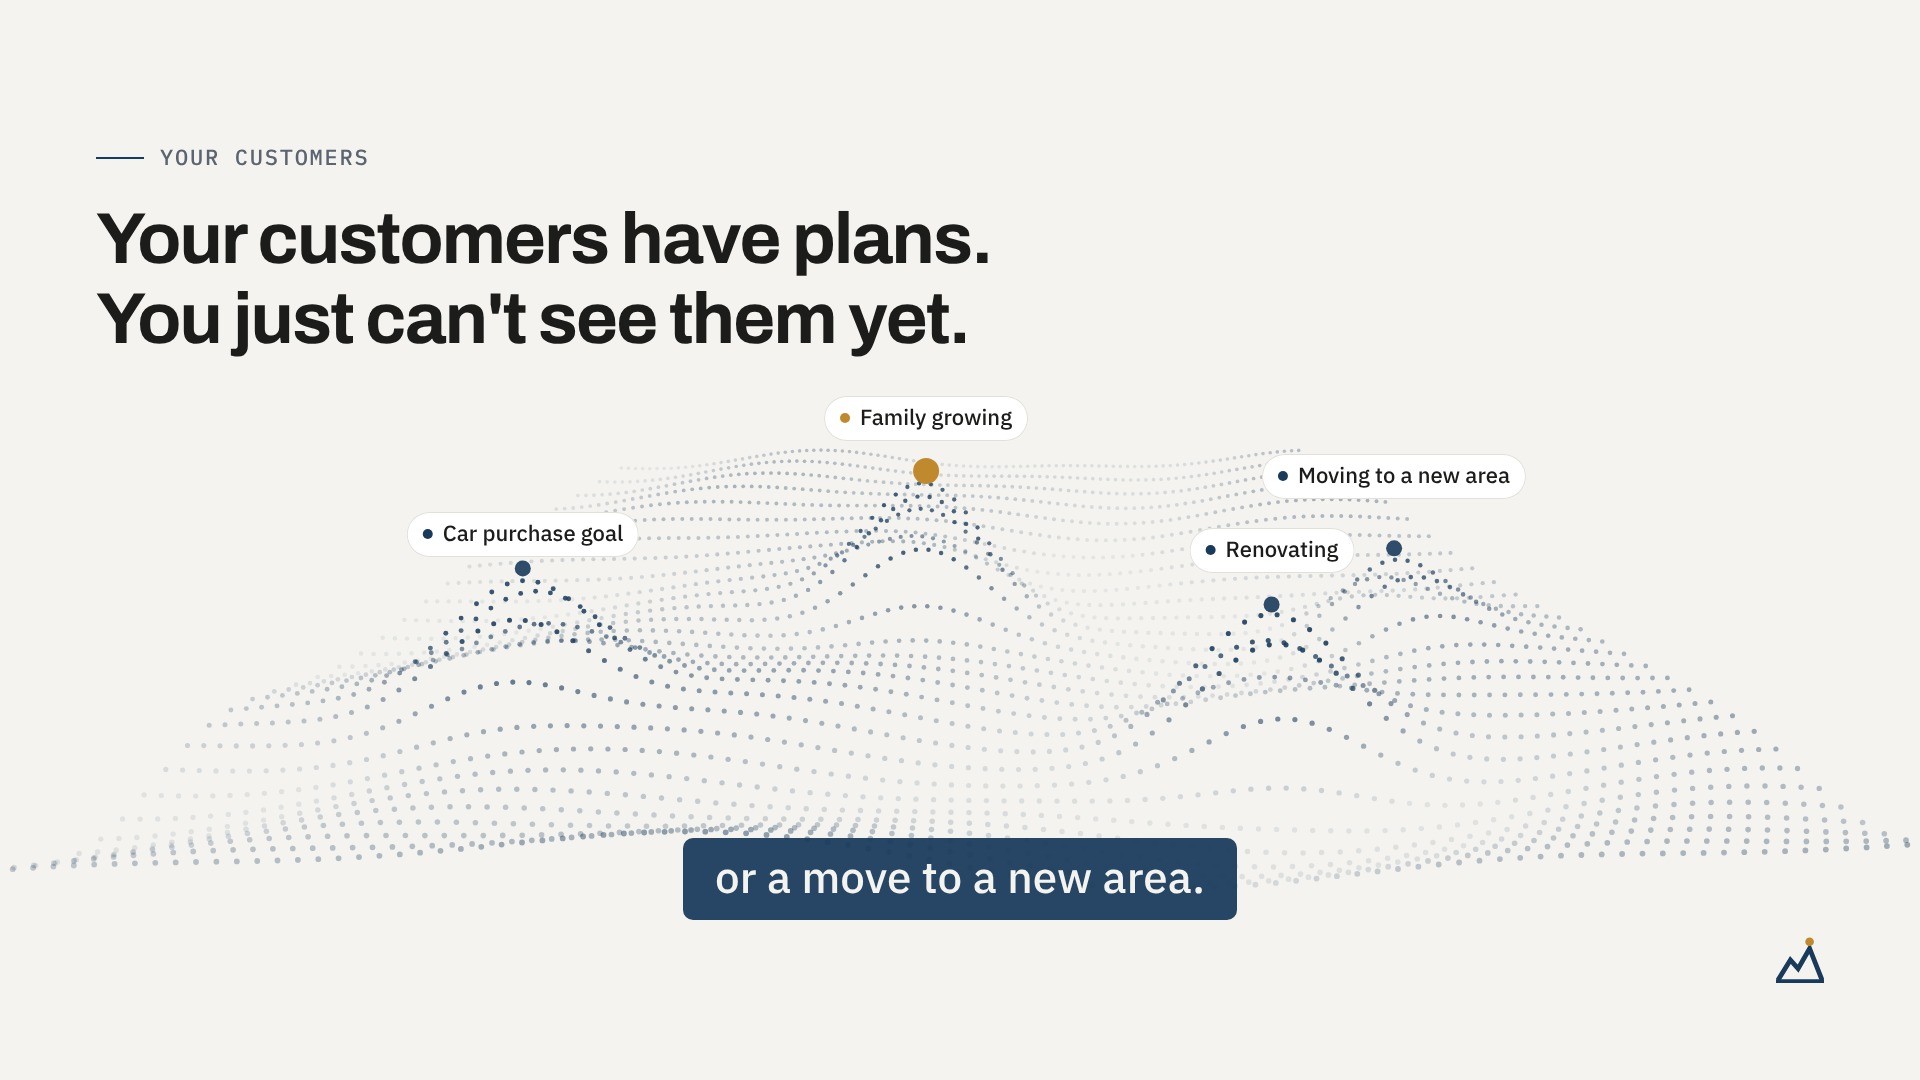 YOUR CUSTOMERS
Your customers have plans.
You just can't see them yet.
Family growing
Moving to a new area
Car purchase goal
Renovating
or a move to a new area.